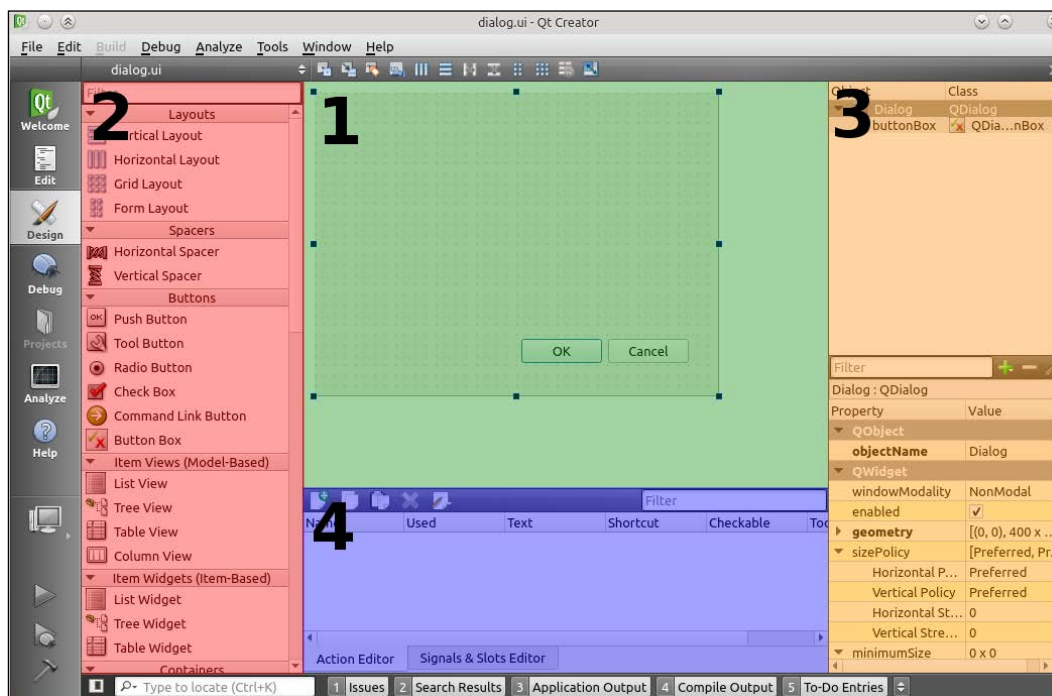 dialog.ui - Qt Creator
File Edit Build Debug Analyze Tools Window Help
dialog.ui
Welcome
Edit
Design
Debug
Projects
Analyze
Help
2
Filter
Layouts
Vertical Layout
Horizontal Layout
Grid Layout
Form Layout
Spacers
Horizontal Spacer
Vertical Spacer
Buttons
Push Button
Tool Button
Radio Button
Check Box
Command Link Button
Button Box
Item Views (Model-Based)
List View
Tree View
Table View
Column View
Item Widgets (Item-Based)
List Widget
Tree Widget
Table Widget
Containers
1
OK Cancel
3
Object Class
Dialog QDialog
buttonBox QDia...nBox
Filter
Dialog : QDialog
Property Value
QObject
objectName Dialog
QWidget
windowModality NonModal
enabled
geometry [(0, 0), 400 x ...
sizePolicy [Preferred, Pr...
Horizontal P... Preferred
Vertical Policy Preferred
Horizontal St... 0
Vertical Stre... 0
minimumSize 0 x 0
4
Filter
Name Used Text Shortcut Checkable Too
Action Editor Signals & Slots Editor
Type to locate (Ctrl+K) 1 Issues 2 Search Results 3 Application Output 4 Compile Output 5 To-Do Entries